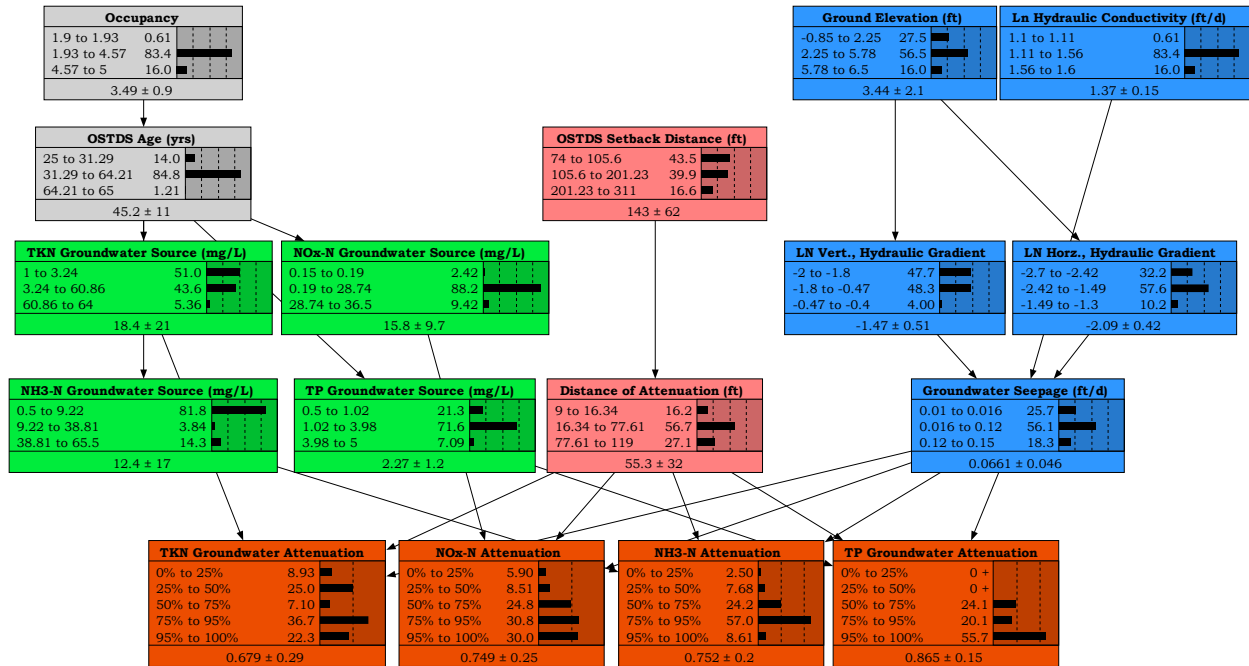 Occupancy
1.9 to 1.93 0.61
1.93 to 4.57 83.4
4.57 to 5 16.0
3.49 ± 0.9
Ground Elevation (ft)
-0.85 to 2.25 27.5
2.25 to 5.78 56.5
5.78 to 6.5 16.0
3.44 ± 2.1
Ln Hydraulic Conductivity (ft/d)
1.1 to 1.11 0.61
1.11 to 1.56 83.4
1.56 to 1.6 16.0
1.37 ± 0.15
OSTDS Age (yrs)
25 to 31.29 14.0
31.29 to 64.21 84.8
64.21 to 65 1.21
45.2 ± 11
OSTDS Setback Distance (ft)
74 to 105.6 43.5
105.6 to 201.23 39.9
201.23 to 311 16.6
143 ± 62
TKN Groundwater Source (mg/L)
1 to 3.24 51.0
3.24 to 60.86 43.6
60.86 to 64 5.36
18.4 ± 21
NOx-N Groundwater Source (mg/L)
0.15 to 0.19 2.42
0.19 to 28.74 88.2
28.74 to 36.5 9.42
15.8 ± 9.7
LN Vert., Hydraulic Gradient
-2 to -1.8 47.7
-1.8 to -0.47 48.3
-0.47 to -0.4 4.00
-1.47 ± 0.51
LN Horz., Hydraulic Gradient
-2.7 to -2.42 32.2
-2.42 to -1.49 57.6
-1.49 to -1.3 10.2
-2.09 ± 0.42
NH3-N Groundwater Source (mg/L)
0.5 to 9.22 81.8
9.22 to 38.81 3.84
38.81 to 65.5 14.3
12.4 ± 17
TP Groundwater Source (mg/L)
0.5 to 1.02 21.3
1.02 to 3.98 71.6
3.98 to 5 7.09
2.27 ± 1.2
Distance of Attenuation (ft)
9 to 16.34 16.2
16.34 to 77.61 56.7
77.61 to 119 27.1
55.3 ± 32
Groundwater Seepage (ft/d)
0.01 to 0.016 25.7
0.016 to 0.12 56.1
0.12 to 0.15 18.3
0.0661 ± 0.046
TKN Groundwater Attenuation
0% to 25% 8.93
25% to 50% 25.0
50% to 75% 7.10
75% to 95% 36.7
95% to 100% 22.3
0.679 ± 0.29
NOx-N Attenuation
0% to 25% 5.90
25% to 50% 8.51
50% to 75% 24.8
75% to 95% 30.8
95% to 100% 30.0
0.749 ± 0.25
NH3-N Attenuation
0% to 25% 2.50
25% to 50% 7.68
50% to 75% 24.2
75% to 95% 57.0
95% to 100% 8.61
0.752 ± 0.2
TP Groundwater Attenuation
0% to 25% 0 +
25% to 50% 0 +
50% to 75% 24.1
75% to 95% 20.1
95% to 100% 55.7
0.865 ± 0.15